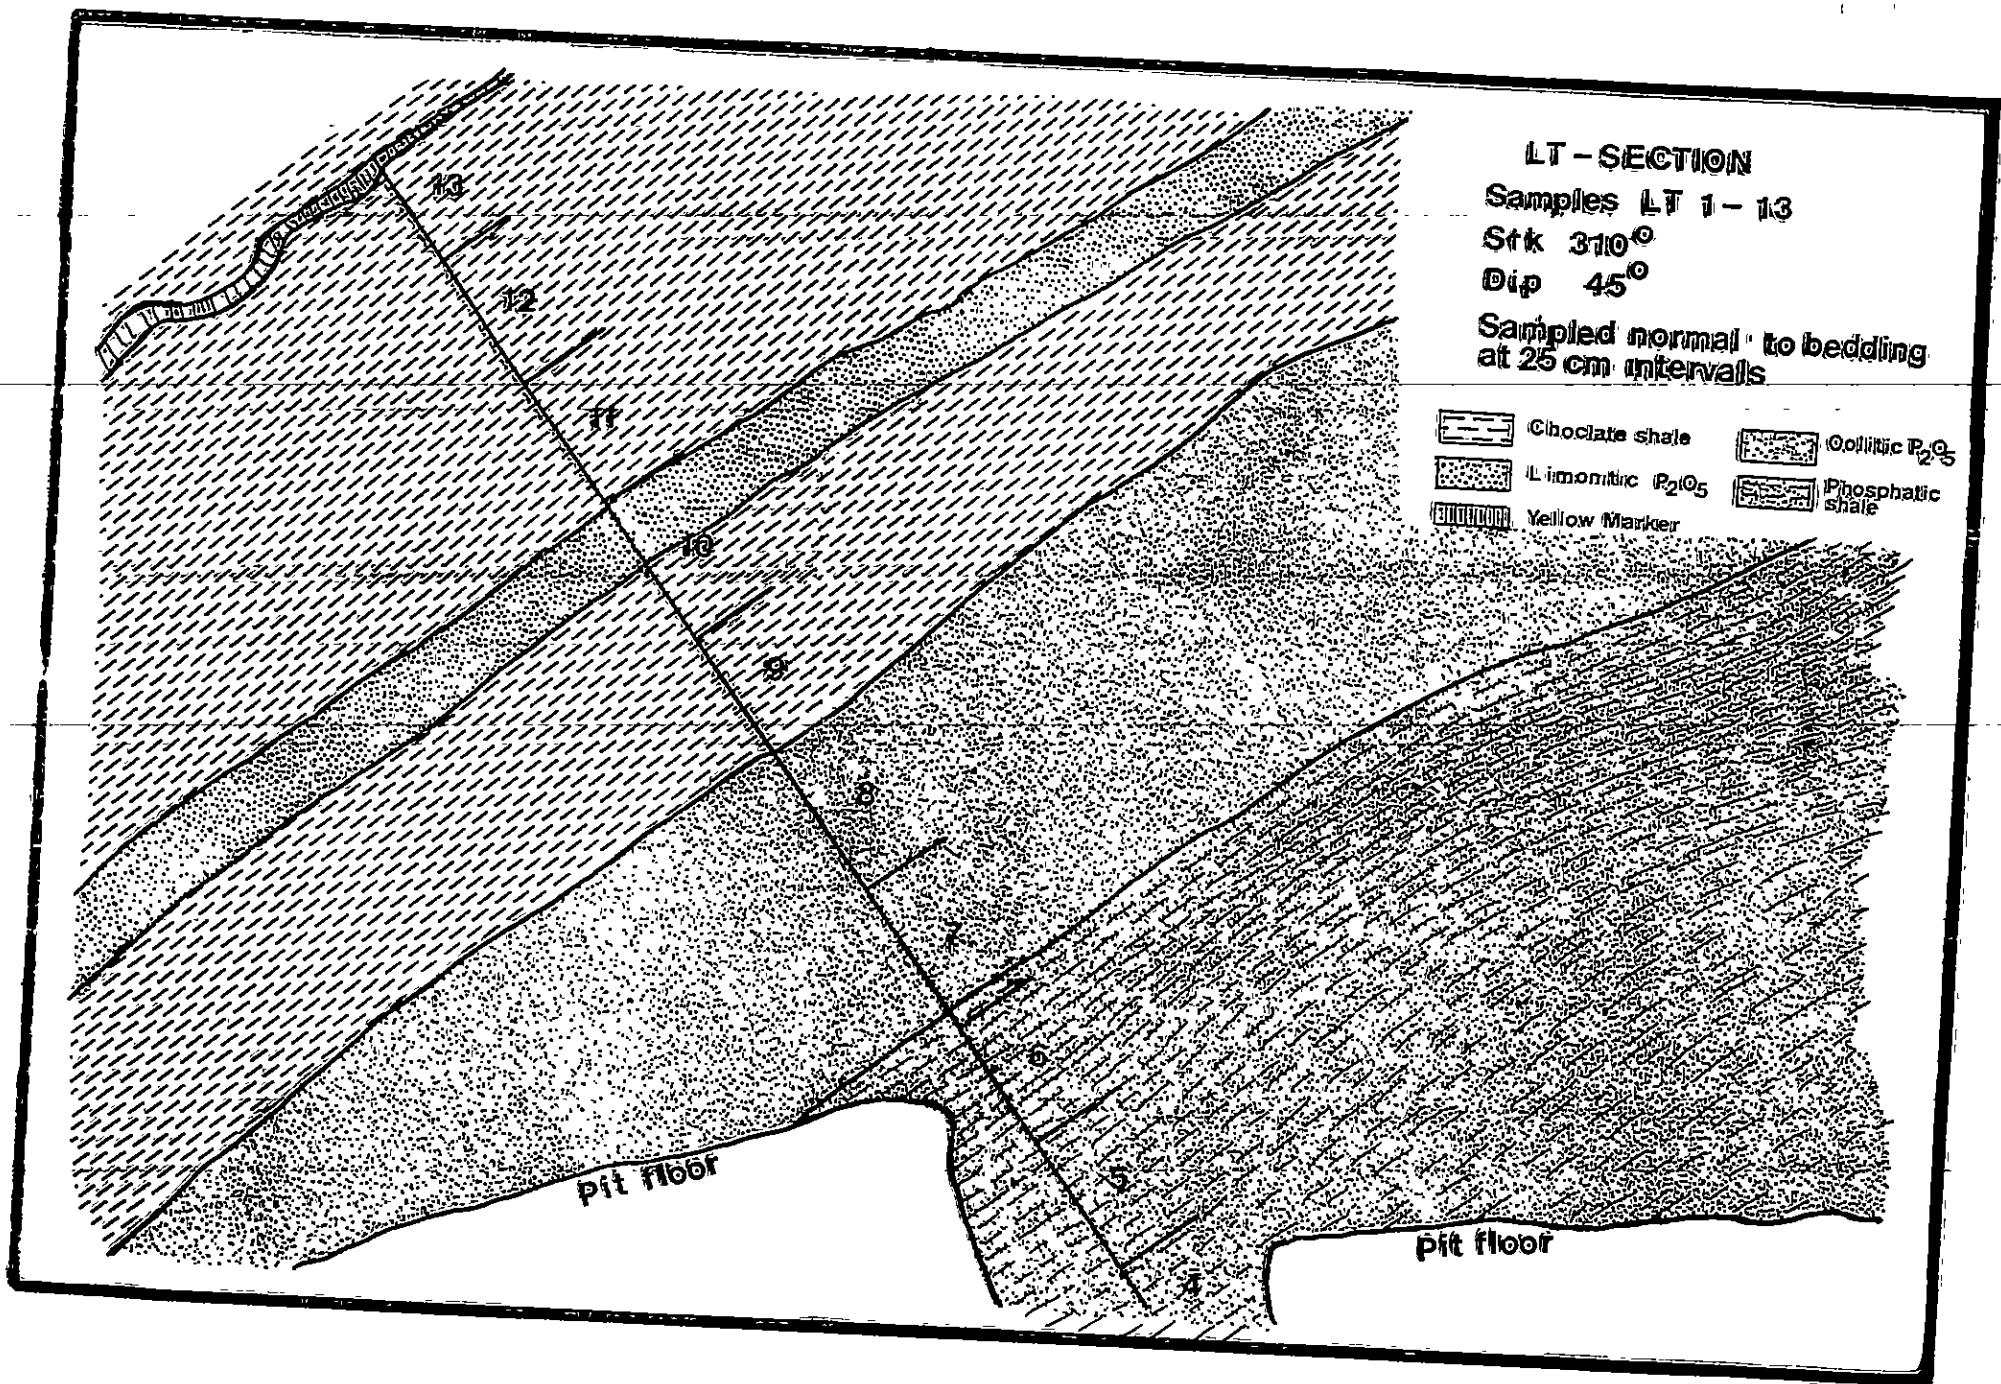 LT - SECTION
Samples LT 1 - 13
Stk 310°
Dip 45°
Sampled normal to bedding
at 25 cm intervals
Choclate shale
Oolitic P₂O₅
Limonitic P₂O₅
Phosphatic
shale
Yellow Marker
13
12
11
10
9
8
7
6
5
4
Pit floor
Pit floor